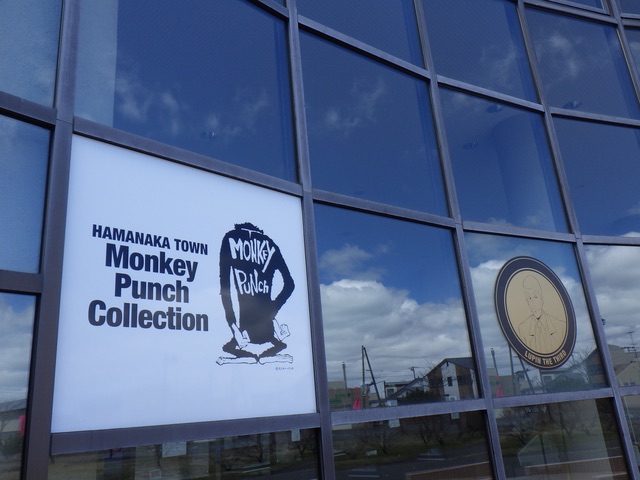 HAMANAKA TOWN
Monkey
Punch
Collection
MONKEY
PUNCH
LUPIN THE THIRD